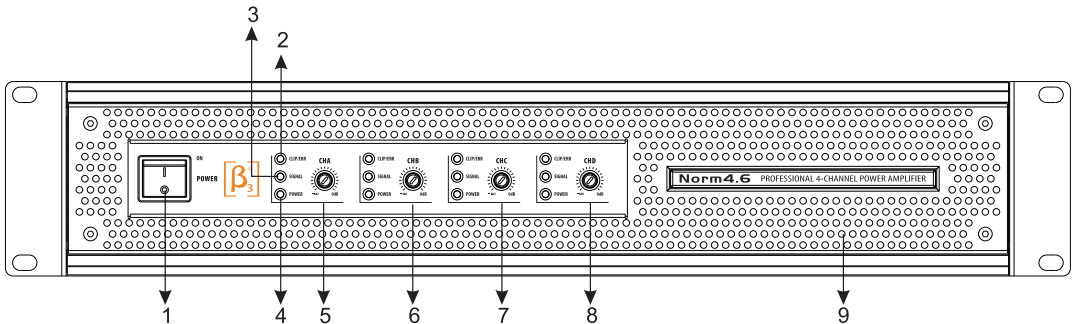 3
2
ON
POWER
[β3]
CLIP/ERR
SIGNAL
POWER
CHA
-∞ 0dB
CLIP/ERR
SIGNAL
POWER
CHB
-∞ 0dB
CLIP/ERR
SIGNAL
POWER
CHC
-∞ 0dB
CLIP/ERR
SIGNAL
POWER
CHD
-∞ 0dB
Norm4.6 PROFESSIONAL 4-CHANNEL POWER AMPLIFIER
1 4 5 6 7 8 9